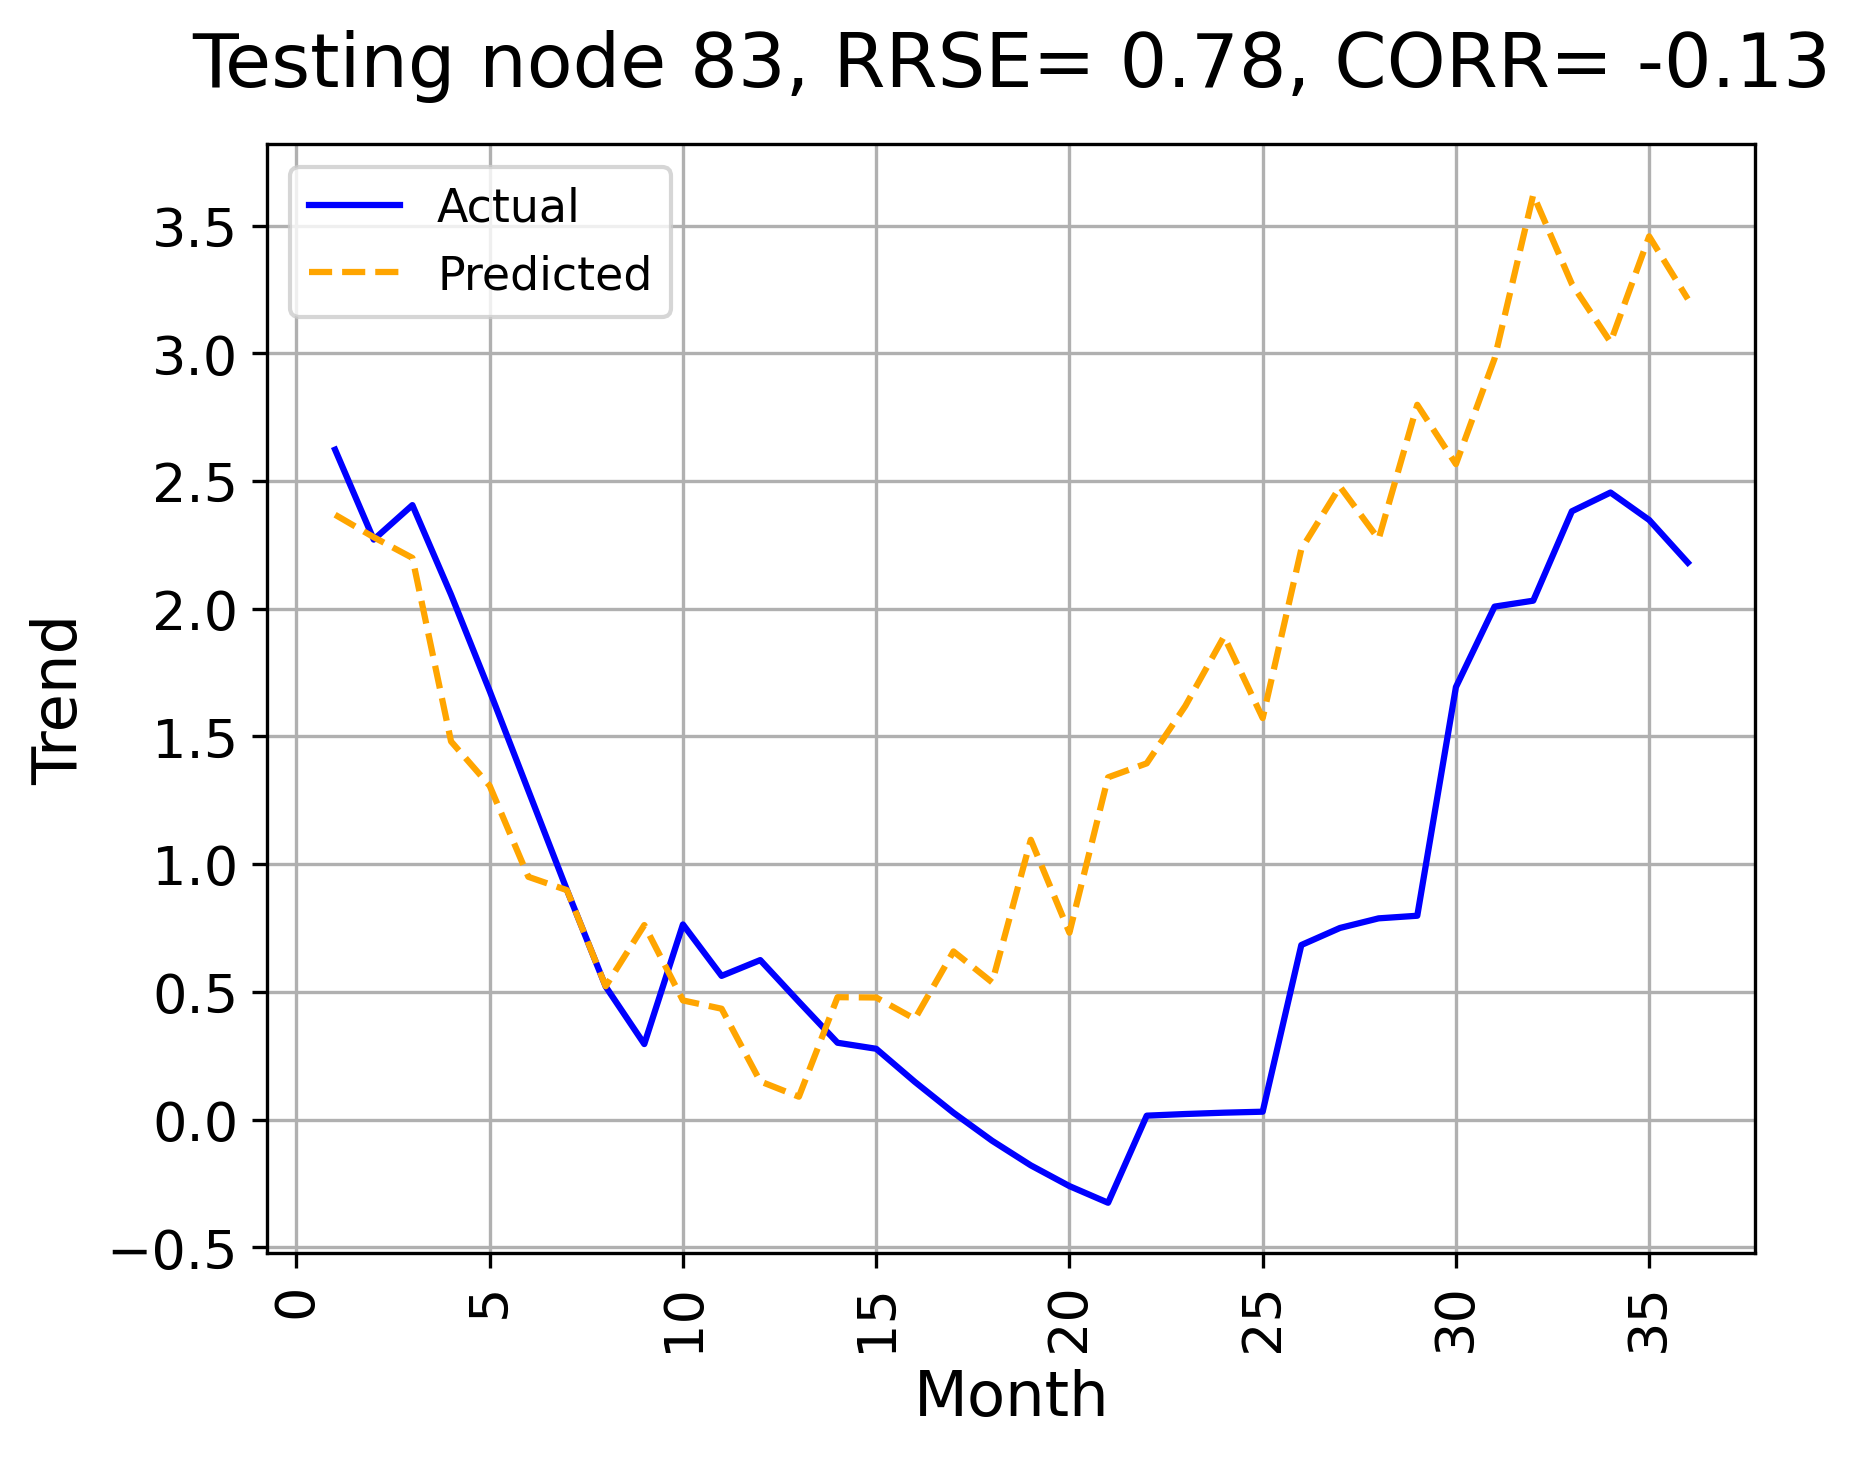 Testing node 83, RRSE= 0.78, CORR= -0.13
Actual
Predicted
3.5
3.0
2.5
2.0
1.5
1.0
0.5
0.0
−0.5
Trend
0 5 10 15 20 25 30 35
Month